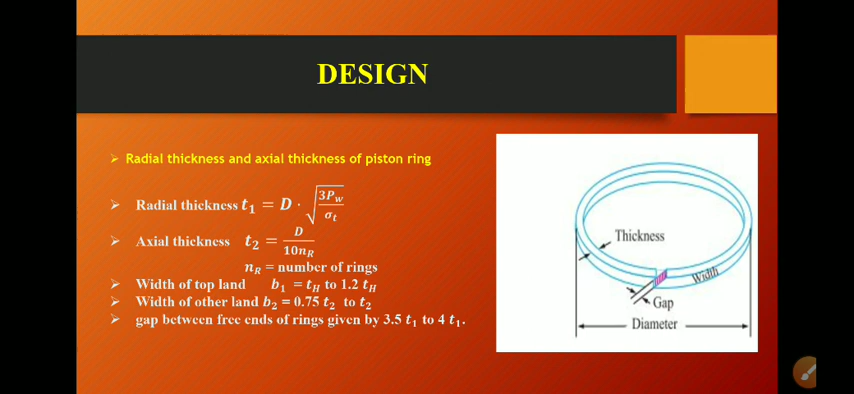 DESIGN
➢ Radial thickness and axial thickness of piston ring
➢ Radial thickness t₁ = D · √(3P_w/σ_t)
➢ Axial thickness t₂ = D/(10n_R)
n_R = number of rings
➢ Width of top land b₁ = t_H to 1.2 t_H
➢ Width of other land b₂ = 0.75 t₂ to t₂
➢ gap between free ends of rings given by 3.5 t₁ to 4 t₁.
Thickness
Width
Gap
Diameter